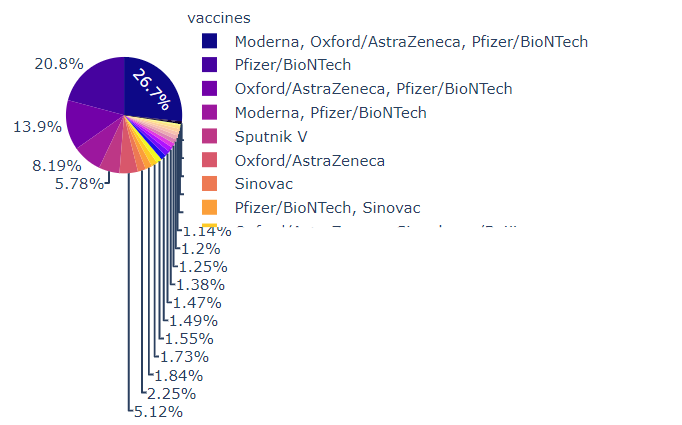 vaccines
Moderna, Oxford/AstraZeneca, Pfizer/BioNTech
Pfizer/BioNTech
Oxford/AstraZeneca, Pfizer/BioNTech
Moderna, Pfizer/BioNTech
Sputnik V
Oxford/AstraZeneca
Sinovac
Pfizer/BioNTech, Sinovac
26.7%
20.8%
13.9%
8.19%
5.78%
1.14%
1.2%
1.25%
1.38%
1.47%
1.49%
1.55%
1.73%
1.84%
2.25%
5.12%